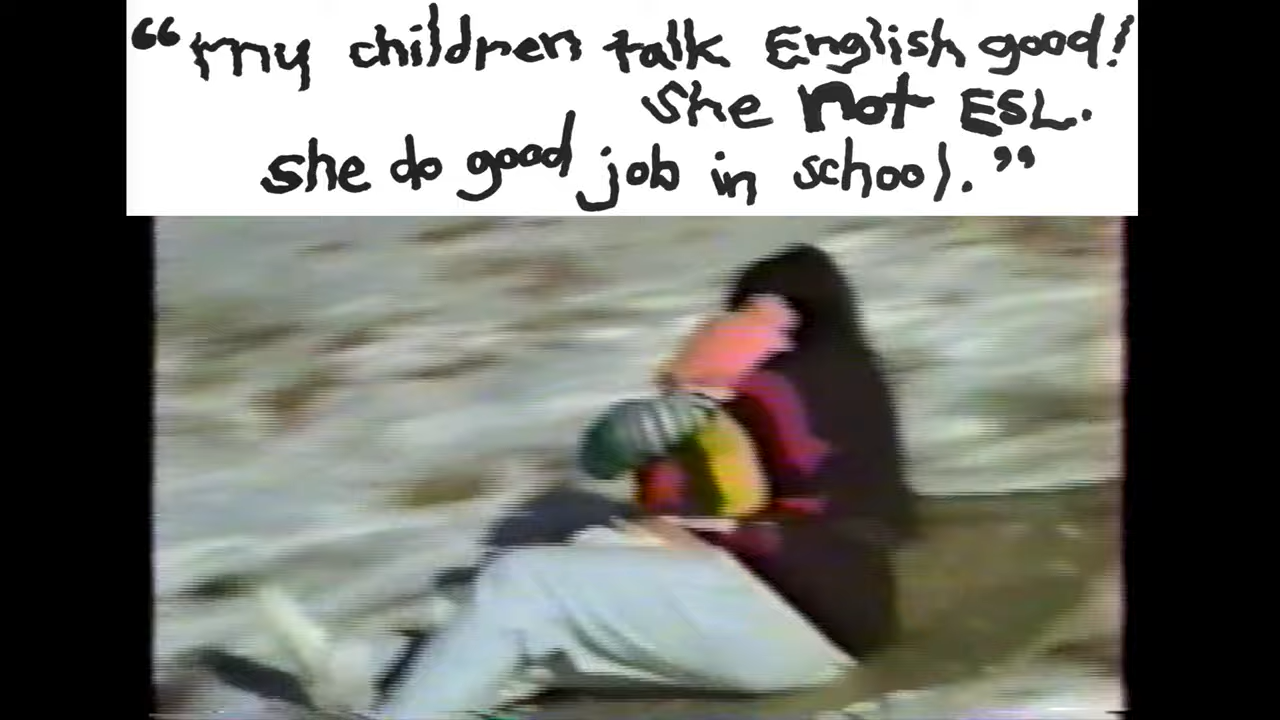 “my children talk English good!
She not ESL.
she do good job in school.”